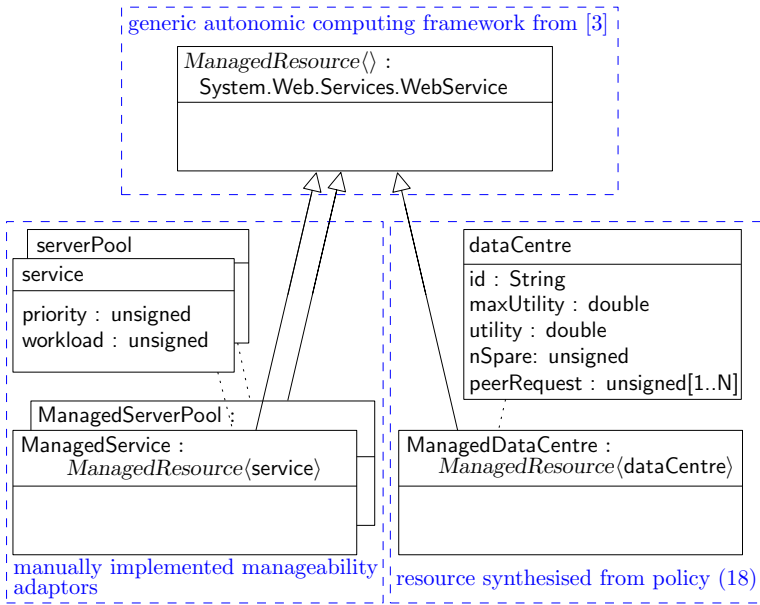 generic autonomic computing framework from [3]
ManagedResource⟨⟩ :
System.Web.Services.WebService
serverPool
service
priority : unsigned
workload : unsigned
ManagedServerPool :
ManagedService :
ManagedResource⟨service⟩
manually implemented manageability
adaptors
dataCentre
id : String
maxUtility : double
utility : double
nSpare: unsigned
peerRequest : unsigned[1..N]
ManagedDataCentre :
ManagedResource⟨dataCentre⟩
resource synthesised from policy (18)